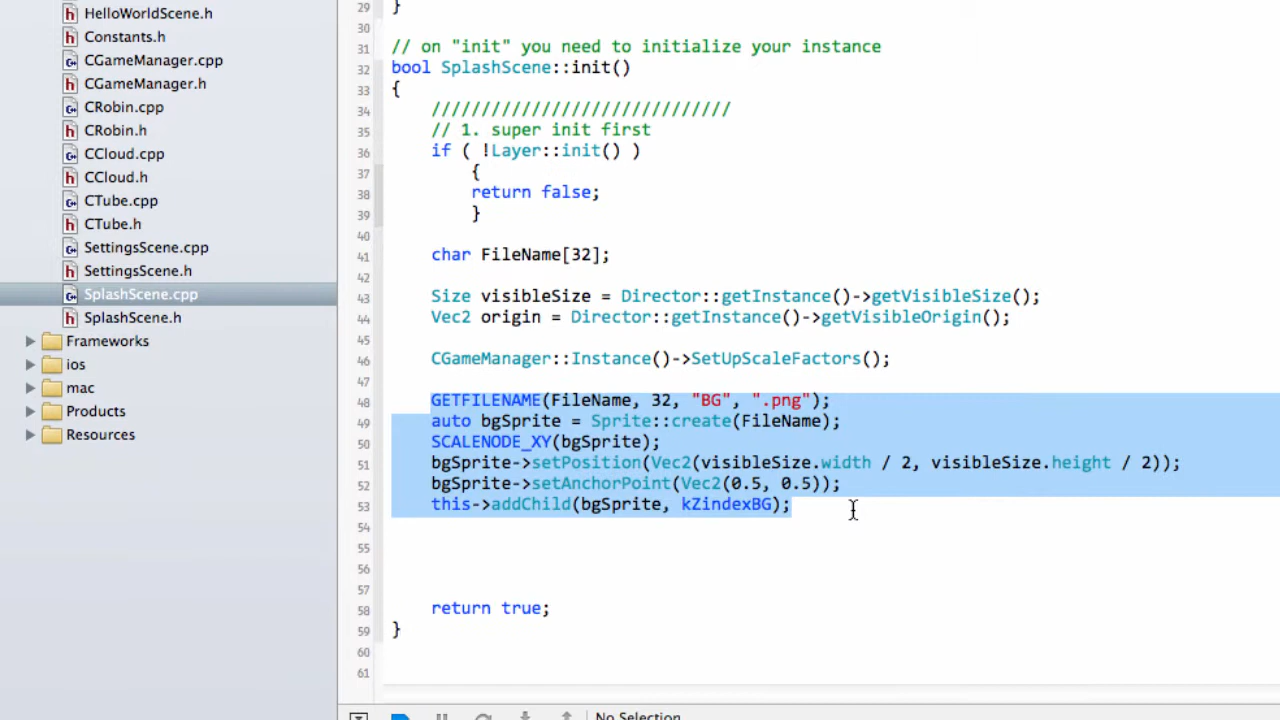 HelloWorldScene.h
Constants.h
CGameManager.cpp
CGameManager.h
CRobin.cpp
CRobin.h
CCloud.cpp
CCloud.h
CTube.cpp
CTube.h
SettingsScene.cpp
SettingsScene.h
SplashScene.cpp
SplashScene.h
Frameworks
ios
mac
Products
Resources
29 }
30
31 // on "init" you need to initialize your instance
32 bool SplashScene::init()
33 {
34 //////////////////////////////
35 // 1. super init first
36 if ( !Layer::init() )
37 {
38 return false;
39 }
40
41 char FileName[32];
42
43 Size visibleSize = Director::getInstance()->getVisibleSize();
44 Vec2 origin = Director::getInstance()->getVisibleOrigin();
45
46 CGameManager::Instance()->SetUpScaleFactors();
47
48 GETFILENAME(FileName, 32, "BG", ".png");
49 auto bgSprite = Sprite::create(FileName);
50 SCALENODE_XY(bgSprite);
51 bgSprite->setPosition(Vec2(visibleSize.width / 2, visibleSize.height / 2));
52 bgSprite->setAnchorPoint(Vec2(0.5, 0.5));
53 this->addChild(bgSprite, kZindexBG);
54
55
56
57
58 return true;
59 }
60
61
No Selection